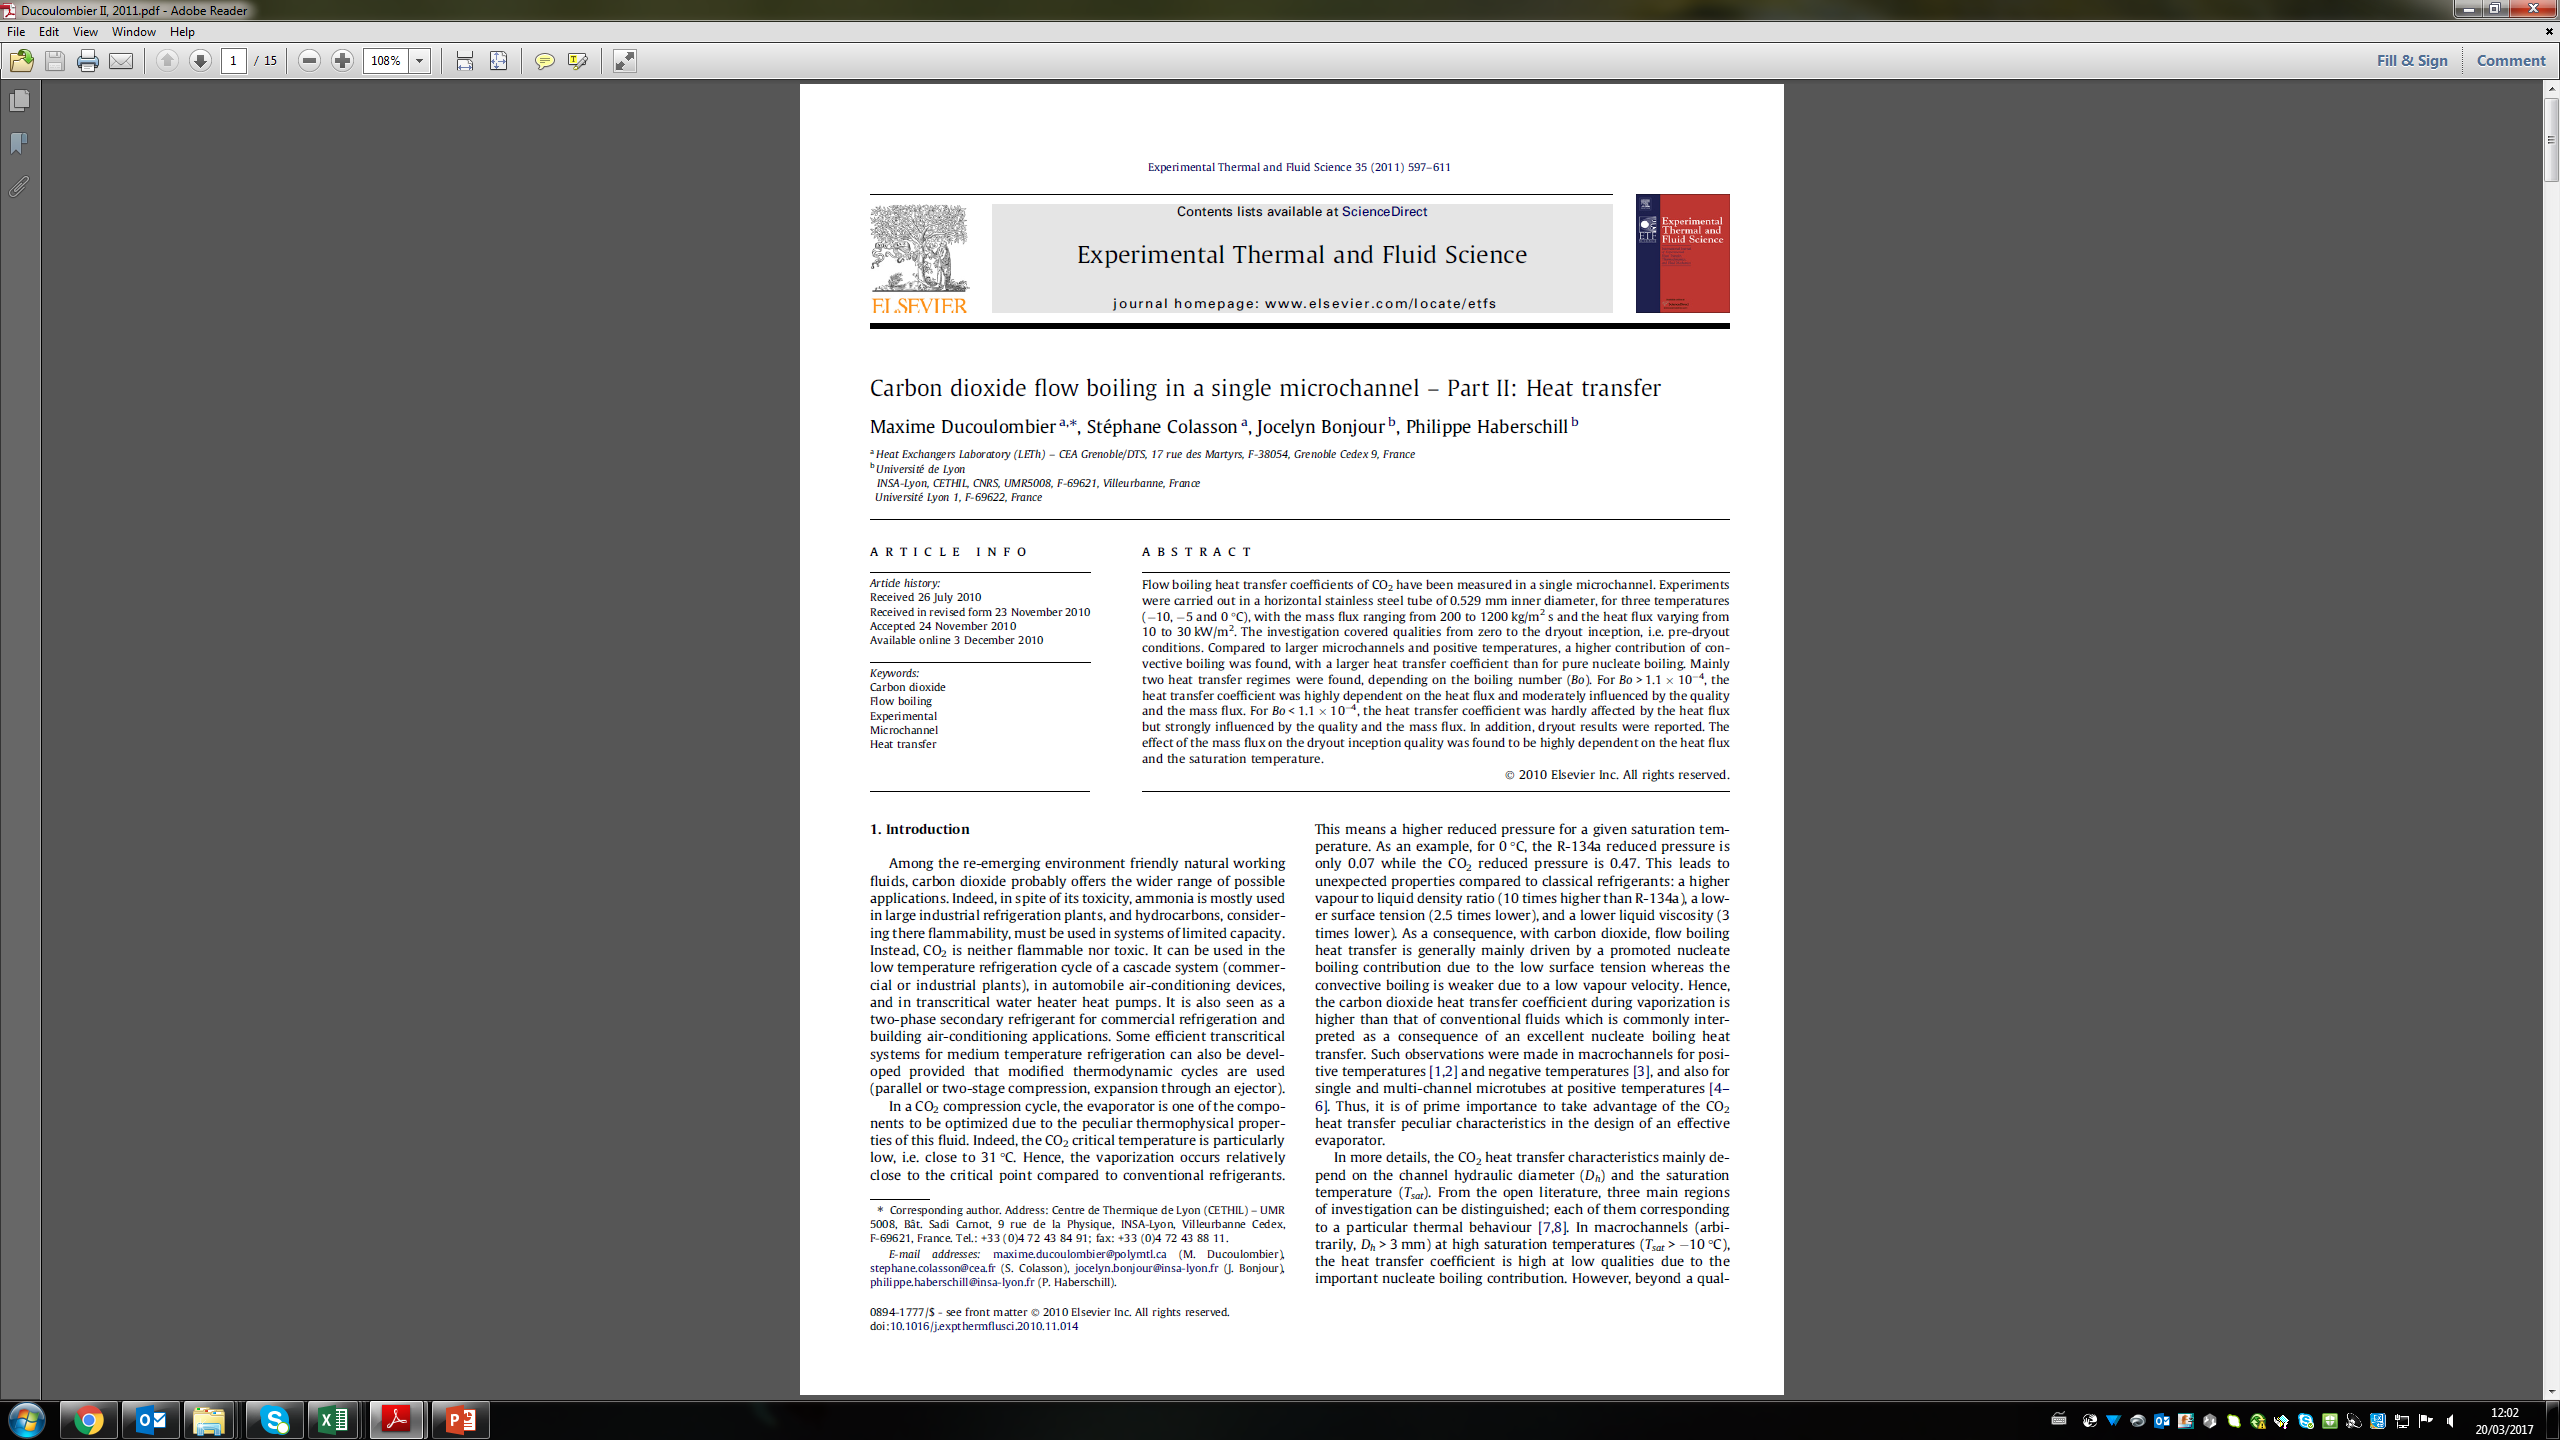 Ducoulombier II, 2011.pdf - Adobe Reader
File Edit View Window Help
1 / 15 108% Fill & Sign Comment
Experimental Thermal and Fluid Science 35 (2011) 597–611
ELSEVIER
Contents lists available at ScienceDirect
Experimental Thermal and Fluid Science
journal homepage: www.elsevier.com/locate/etfs
Experimental
Thermal and
Fluid Science
Carbon dioxide flow boiling in a single microchannel – Part II: Heat transfer
Maxime Ducoulombier a,*, Stéphane Colasson a, Jocelyn Bonjour b, Philippe Haberschill b
a Heat Exchangers Laboratory (LETh) – CEA Grenoble/DTS, 17 rue des Martyrs, F-38054, Grenoble Cedex 9, France
b Université de Lyon
INSA-Lyon, CETHIL, CNRS, UMR5008, F-69621, Villeurbanne, France
Université Lyon 1, F-69622, France
ARTICLE INFO
Article history:
Received 26 July 2010
Received in revised form 23 November 2010
Accepted 24 November 2010
Available online 3 December 2010
Keywords:
Carbon dioxide
Flow boiling
Experimental
Microchannel
Heat transfer
ABSTRACT
Flow boiling heat transfer coefficients of CO2 have been measured in a single microchannel. Experiments
were carried out in a horizontal stainless steel tube of 0.529 mm inner diameter, for three temperatures
(−10, −5 and 0 °C), with the mass flux ranging from 200 to 1200 kg/m² s and the heat flux varying from
10 to 30 kW/m². The investigation covered qualities from zero to the dryout inception, i.e. pre-dryout
conditions. Compared to larger microchannels and positive temperatures, a higher contribution of con-
vective boiling was found, with a larger heat transfer coefficient than for pure nucleate boiling. Mainly
two heat transfer regimes were found, depending on the boiling number (Bo). For Bo > 1.1 × 10⁻⁴, the
heat transfer coefficient was highly dependent on the heat flux and moderately influenced by the quality
and the mass flux. For Bo < 1.1 × 10⁻⁴, the heat transfer coefficient was hardly affected by the heat flux
but strongly influenced by the quality and the mass flux. In addition, dryout results were reported. The
effect of the mass flux on the dryout inception quality was found to be highly dependent on the heat flux
and the saturation temperature.
© 2010 Elsevier Inc. All rights reserved.
1. Introduction
Among the re-emerging environment friendly natural working
fluids, carbon dioxide probably offers the wider range of possible
applications. Indeed, in spite of its toxicity, ammonia is mostly used
in large industrial refrigeration plants, and hydrocarbons, consider-
ing there flammability, must be used in systems of limited capacity.
Instead, CO2 is neither flammable nor toxic. It can be used in the
low temperature refrigeration cycle of a cascade system (commer-
cial or industrial plants), in automobile air-conditioning devices,
and in transcritical water heater heat pumps. It is also seen as a
two-phase secondary refrigerant for commercial refrigeration and
building air-conditioning applications. Some efficient transcritical
systems for medium temperature refrigeration can also be devel-
oped provided that modified thermodynamic cycles are used
(parallel or two-stage compression, expansion through an ejector).
In a CO2 compression cycle, the evaporator is one of the compo-
nents to be optimized due to the peculiar thermophysical proper-
ties of this fluid. Indeed, the CO2 critical temperature is particularly
low, i.e. close to 31 °C. Hence, the vaporization occurs relatively
close to the critical point compared to conventional refrigerants.
* Corresponding author. Address: Centre de Thermique de Lyon (CETHIL) – UMR
5008, Bât. Sadi Carnot, 9 rue de la Physique, INSA-Lyon, Villeurbanne Cedex,
F-69621, France. Tel.: +33 (0)4 72 43 84 91; fax: +33 (0)4 72 43 88 11.
E-mail addresses: maxime.ducoulombier@polymtl.ca (M. Ducoulombier),
stephane.colasson@cea.fr (S. Colasson), jocelyn.bonjour@insa-lyon.fr (J. Bonjour),
philippe.haberschill@insa-lyon.fr (P. Haberschill).
This means a higher reduced pressure for a given saturation tem-
perature. As an example, for 0 °C, the R-134a reduced pressure is
only 0.07 while the CO2 reduced pressure is 0.47. This leads to
unexpected properties compared to classical refrigerants: a higher
vapour to liquid density ratio (10 times higher than R-134a), a low-
er surface tension (2.5 times lower), and a lower liquid viscosity (3
times lower). As a consequence, with carbon dioxide, flow boiling
heat transfer is generally mainly driven by a promoted nucleate
boiling contribution due to the low surface tension whereas the
convective boiling is weaker due to a low vapour velocity. Hence,
the carbon dioxide heat transfer coefficient during vaporization is
higher than that of conventional fluids which is commonly inter-
preted as a consequence of an excellent nucleate boiling heat
transfer. Such observations were made in macrochannels for posi-
tive temperatures [1,2] and negative temperatures [3], and also for
single and multi-channel microtubes at positive temperatures [4–
6]. Thus, it is of prime importance to take advantage of the CO2
heat transfer peculiar characteristics in the design of an effective
evaporator.
In more details, the CO2 heat transfer characteristics mainly de-
pend on the channel hydraulic diameter (Dh) and the saturation
temperature (Tsat). From the open literature, three main regions
of investigation can be distinguished; each of them corresponding
to a particular thermal behaviour [7,8]. In macrochannels (arbi-
trarily, Dh > 3 mm) at high saturation temperatures (Tsat > −10 °C),
the heat transfer coefficient is high at low qualities due to the
important nucleate boiling contribution. However, beyond a qual-
0894-1777/$ - see front matter © 2010 Elsevier Inc. All rights reserved.
doi:10.1016/j.expthermflusci.2010.11.014
12:02
20/03/2017